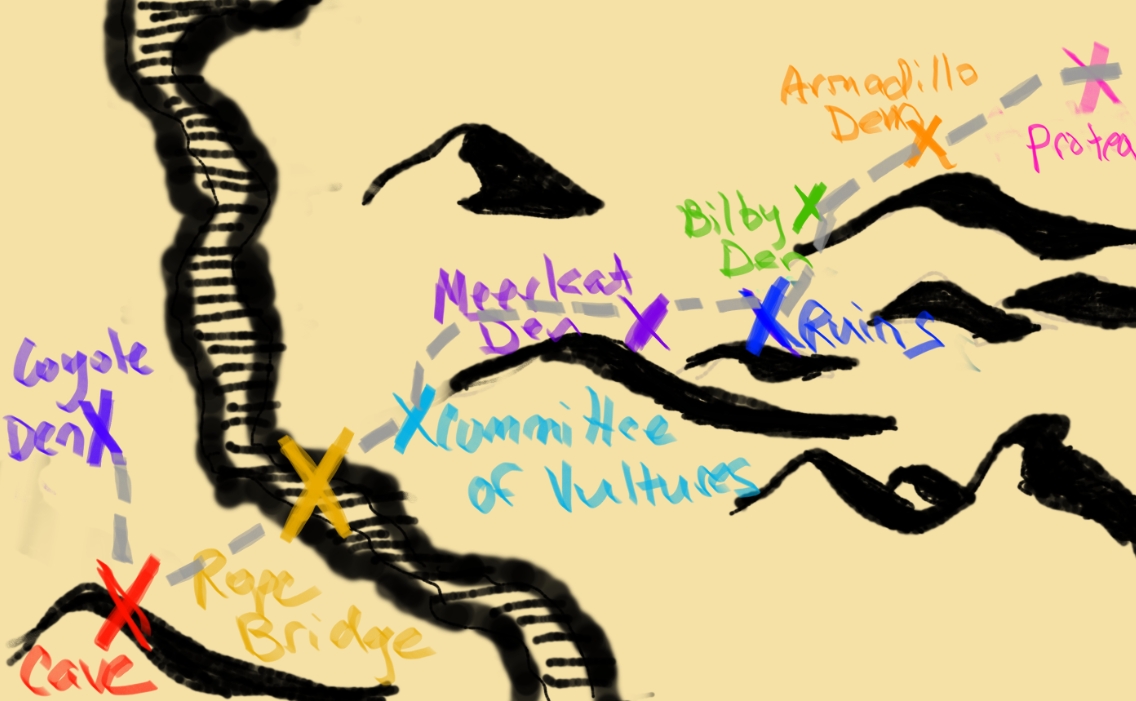 Armadillo
Den
Protea
Bilby
Den
Meerkat
Den
Ruins
Coyote
Den
Committee
of Vultures
Rope
Bridge
Cave